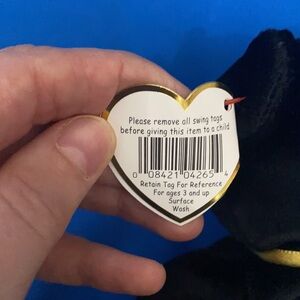 Please remove all swing tags
before giving this item to a child
0 08421 04265 4
Retain Tag For Reference
For ages 3 and up
Surface
Wash